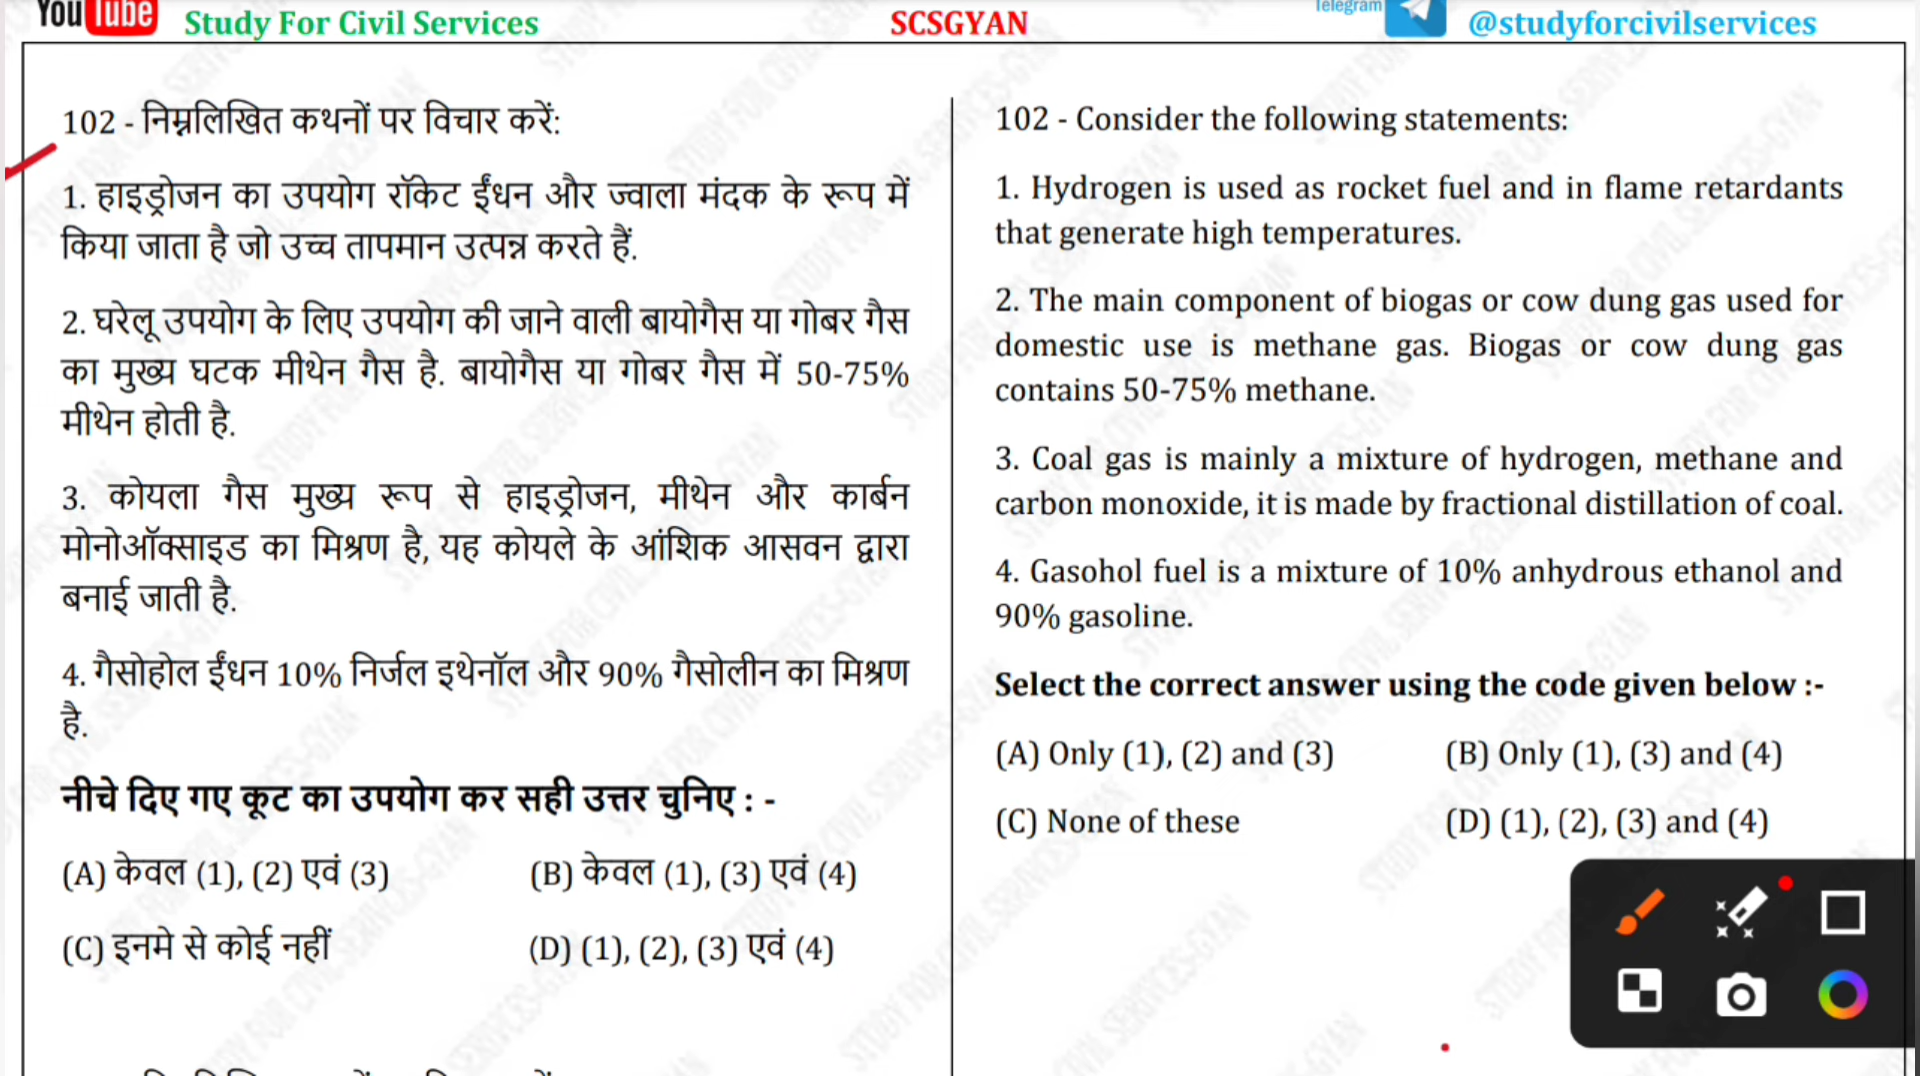 YouTube Study For Civil Services SCSGYAN Telegram @studyforcivilservices
102 - निम्नलिखित कथनों पर विचार करें:
1. हाइड्रोजन का उपयोग रॉकेट ईंधन और ज्वाला मंदक के रूप में
किया जाता है जो उच्च तापमान उत्पन्न करते हैं.
2. घरेलू उपयोग के लिए उपयोग की जाने वाली बायोगैस या गोबर गैस
का मुख्य घटक मीथेन गैस है. बायोगैस या गोबर गैस में 50-75%
मीथेन होती है.
3. कोयला गैस मुख्य रूप से हाइड्रोजन, मीथेन और कार्बन
मोनोऑक्साइड का मिश्रण है, यह कोयले के आंशिक आसवन द्वारा
बनाई जाती है.
4. गैसोहोल ईंधन 10% निर्जल इथेनॉल और 90% गैसोलीन का मिश्रण
है.
नीचे दिए गए कूट का उपयोग कर सही उत्तर चुनिए : -
(A) केवल (1), (2) एवं (3) (B) केवल (1), (3) एवं (4)
(C) इनमे से कोई नहीं (D) (1), (2), (3) एवं (4)
102 - Consider the following statements:
1. Hydrogen is used as rocket fuel and in flame retardants
that generate high temperatures.
2. The main component of biogas or cow dung gas used for
domestic use is methane gas. Biogas or cow dung gas
contains 50-75% methane.
3. Coal gas is mainly a mixture of hydrogen, methane and
carbon monoxide, it is made by fractional distillation of coal.
4. Gasohol fuel is a mixture of 10% anhydrous ethanol and
90% gasoline.
Select the correct answer using the code given below :-
(A) Only (1), (2) and (3) (B) Only (1), (3) and (4)
(C) None of these (D) (1), (2), (3) and (4)